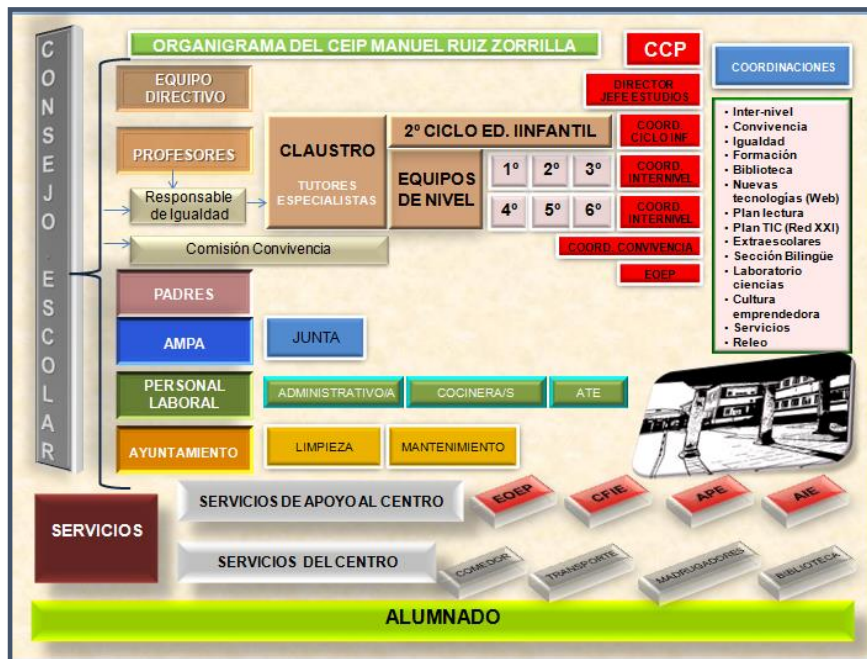 CONSEJO . ESCOLAR
ORGANIGRAMA DEL CEIP MANUEL RUIZ ZORRILLA
CCP
COORDINACIONES
EQUIPO
DIRECTIVO
DIRECTOR
JEFE ESTUDIOS
PROFESORES
CLAUSTRO
TUTORES
ESPECIALISTAS
2º CICLO ED. IINFANTIL
COORD.
CICLO INF.
EQUIPOS
DE NIVEL
1º 2º 3º
COORD.
INTERNIVEL
4º 5º 6º
COORD.
INTERNIVEL
Responsable
de Igualdad
Comisión Convivencia
COORD. CONVIVENCIA
EOEP
• Inter-nivel
• Convivencia
• Igualdad
• Formación
• Biblioteca
• Nuevas
tecnologías (Web)
• Plan lectura
• Plan TIC (Red XXI)
• Extraescolares
• Sección Bilingüe
• Laboratorio
ciencias
• Cultura
emprendedora
• Servicios
• Releo
PADRES
AMPA
JUNTA
PERSONAL
LABORAL
ADMINISTRATIVO/A
COCINERA/S
ATE
AYUNTAMIENTO
LIMPIEZA
MANTENIMIENTO
SERVICIOS
SERVICIOS DE APOYO AL CENTRO
EOEP
CFIE
APE
AIE
SERVICIOS DEL CENTRO
COMEDOR
TRANSPORTE
MADRUGADORES
BIBLIOTECA
ALUMNADO